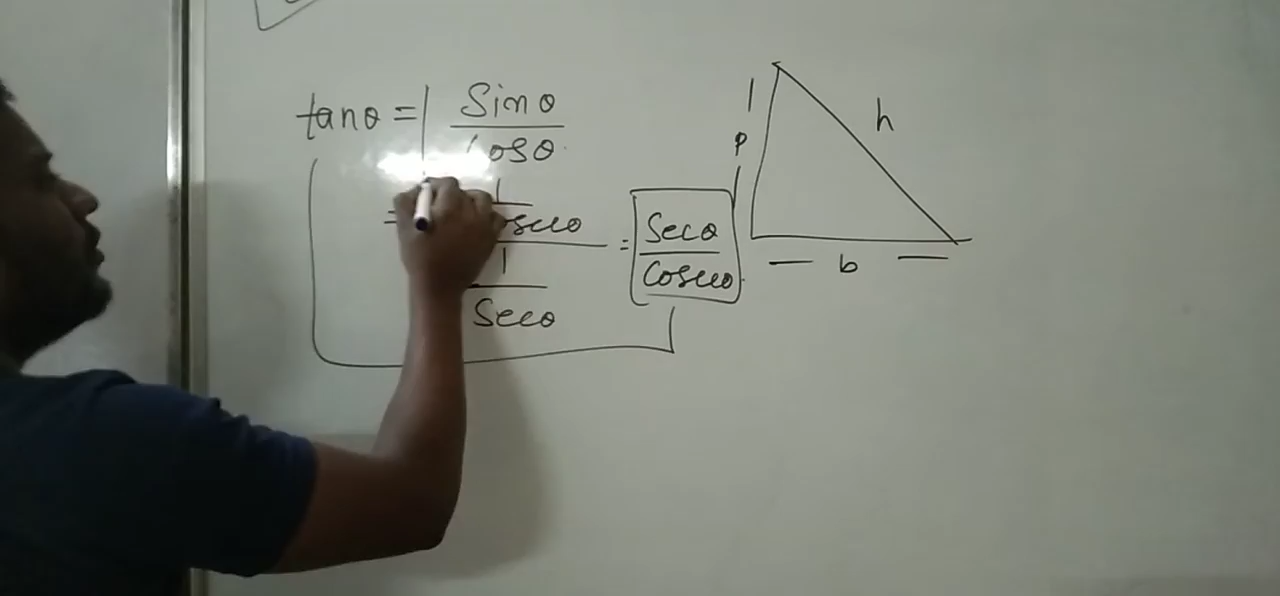 tanθ = | Sinθ
Cosθ
=
1
Cosecθ
1
Secθ
= Secθ
Cosecθ
p
h
b